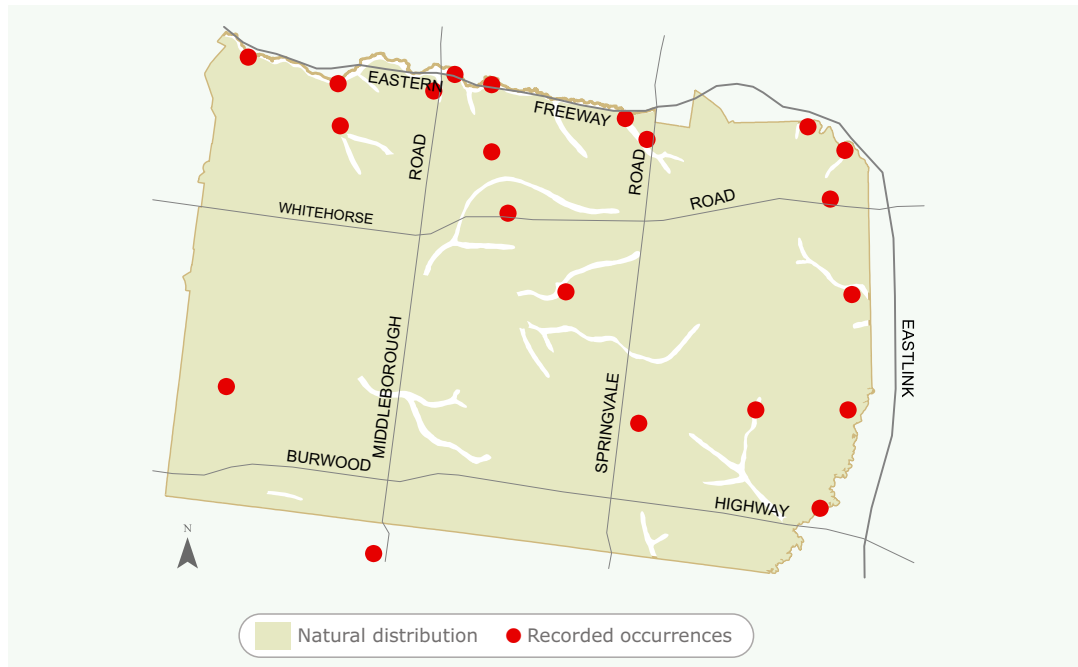 EASTERN
FREEWAY
ROAD
ROAD
WHITEHORSE
ROAD
MIDDLEBOROUGH
SPRINGVALE
EASTLINK
BURWOOD
HIGHWAY
N
Natural distribution
Recorded occurrences